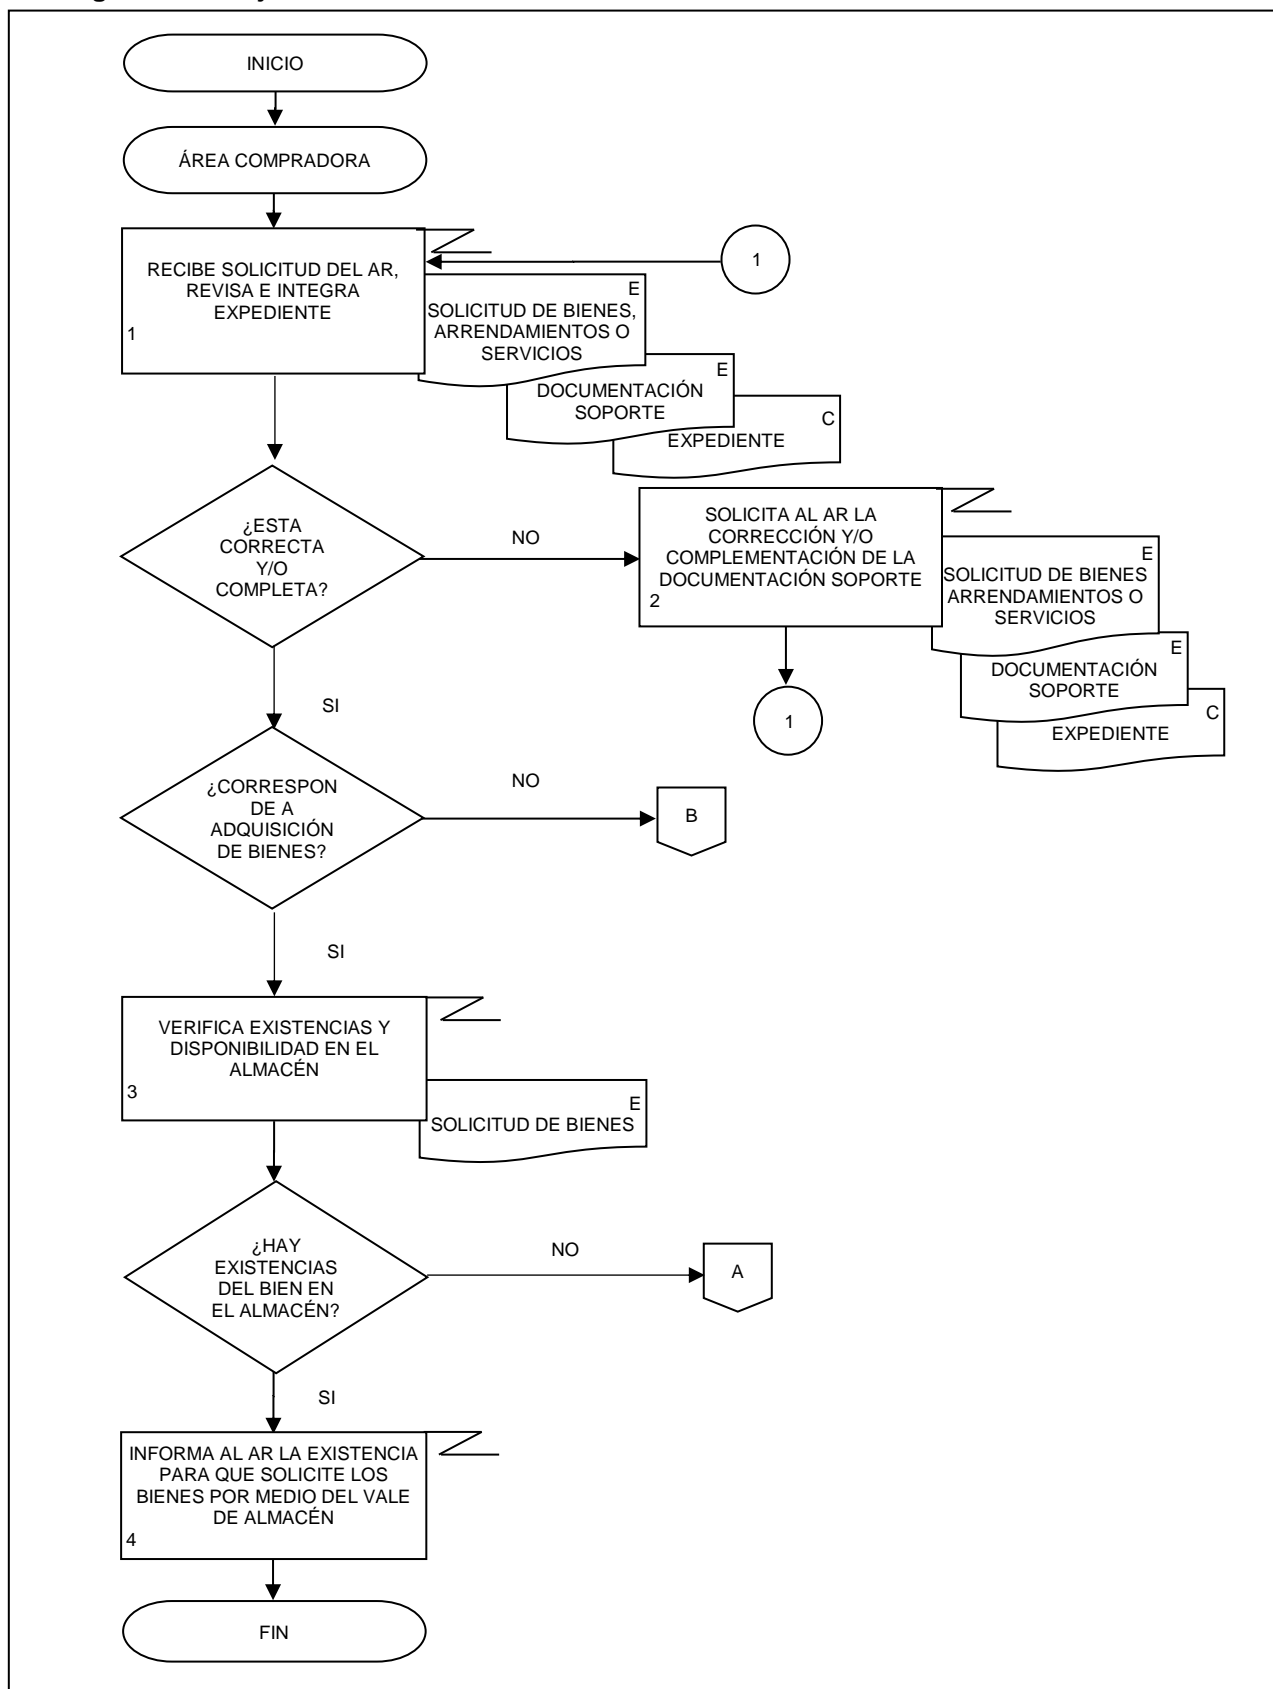 INICIO
ÁREA COMPRADORA
RECIBE SOLICITUD DEL AR,
REVISA E INTEGRA
EXPEDIENTE
1
1
E
SOLICITUD DE BIENES,
ARRENDAMIENTOS O
SERVICIOS
E
DOCUMENTACIÓN
SOPORTE
C
EXPEDIENTE
¿ESTA
CORRECTA
Y/O
COMPLETA?
NO
SOLICITA AL AR LA
CORRECCIÓN Y/O
COMPLEMENTACIÓN DE LA
DOCUMENTACIÓN SOPORTE
2
E
SOLICITUD DE BIENES
ARRENDAMIENTOS O
SERVICIOS
E
DOCUMENTACIÓN
SOPORTE
C
EXPEDIENTE
1
SI
¿CORRESPON
DE A
ADQUISICIÓN
DE BIENES?
NO
B
SI
VERIFICA EXISTENCIAS Y
DISPONIBILIDAD EN EL
ALMACÉN
3
E
SOLICITUD DE BIENES
¿HAY
EXISTENCIAS
DEL BIEN EN
EL ALMACÉN?
NO
A
SI
INFORMA AL AR LA EXISTENCIA
PARA QUE SOLICITE LOS
BIENES POR MEDIO DEL VALE
DE ALMACÉN
4
FIN